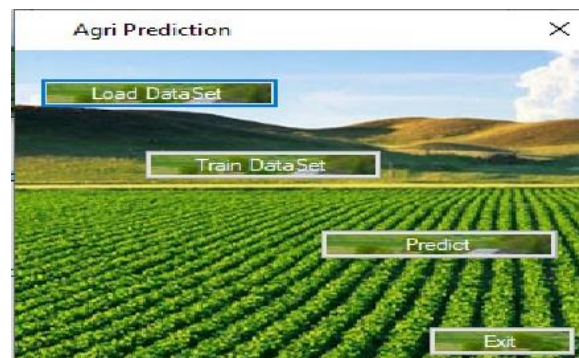 Agri Prediction
Load DataSet
Train DataSet
Predict
Exit